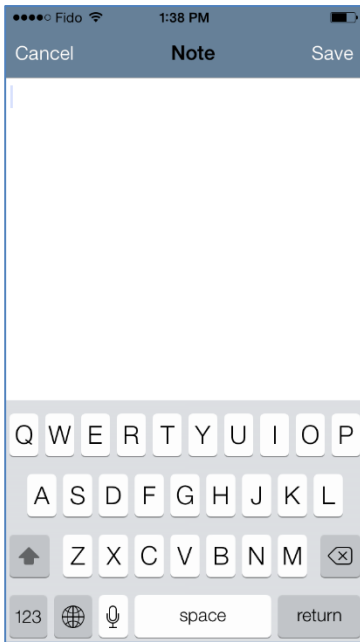 Fido 1:38 PM
Cancel Note Save
Q W E R T Y U I O P
A S D F G H J K L
Z X C V B N M
123 space return